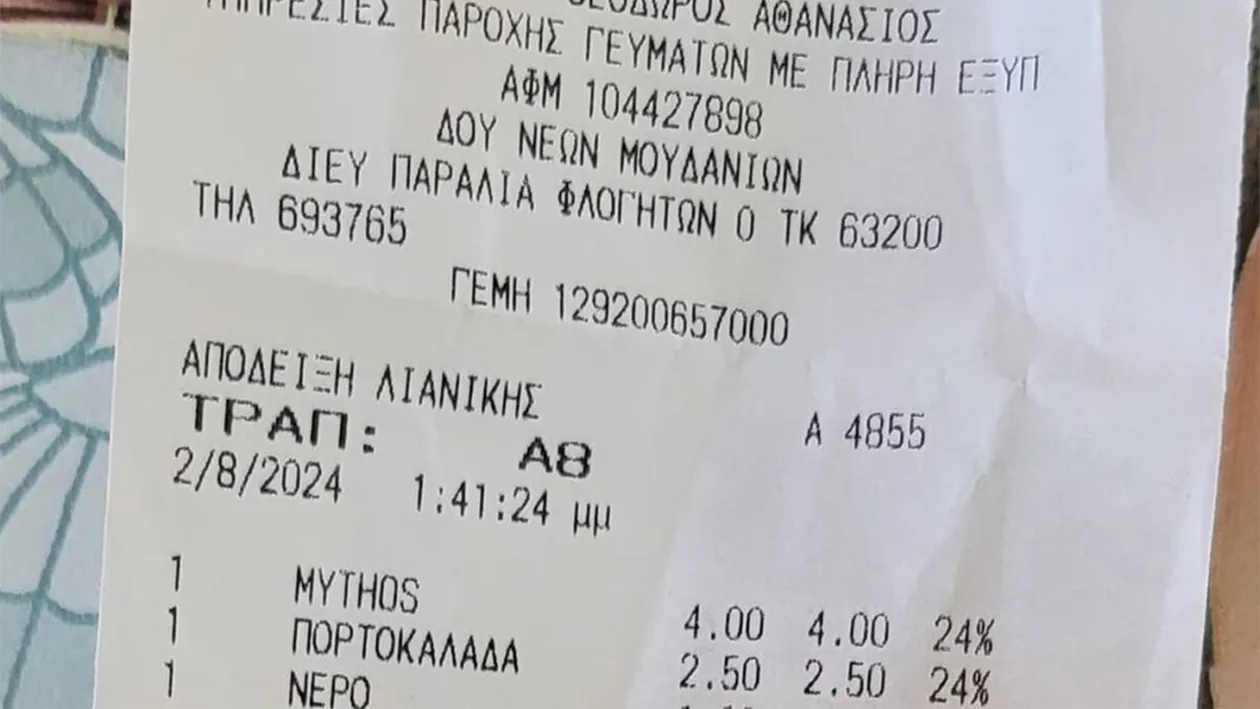 ΑΘΑΝΑΣΙΟΣ
ΠΑΡΟΧΗΣ ΓΕΥΜΑΤΩΝ ΜΕ ΠΛΗΡΗ ΕΞΥΠ
ΑΦΜ 104427898
ΔΟΥ ΝΕΩΝ ΜΟΥΔΑΝΙΩΝ
ΔΙΕΥ ΠΑΡΑΛΙΑ ΦΛΟΓΗΤΩΝ 0 ΤΚ 63200
ΤΗΛ 693765
ΓΕΜΗ 129200657000
ΑΠΟΔΕΙΞΗ ΛΙΑΝΙΚΗΣ Α 4855
ΤΡΑΠ: Α8
2/8/2024 1:41:24 μμ
1 MYTHOS 4.00 4.00 24%
1 ΠΟΡΤΟΚΑΛΑΔΑ 2.50 2.50 24%
1 ΝΕΡΟ